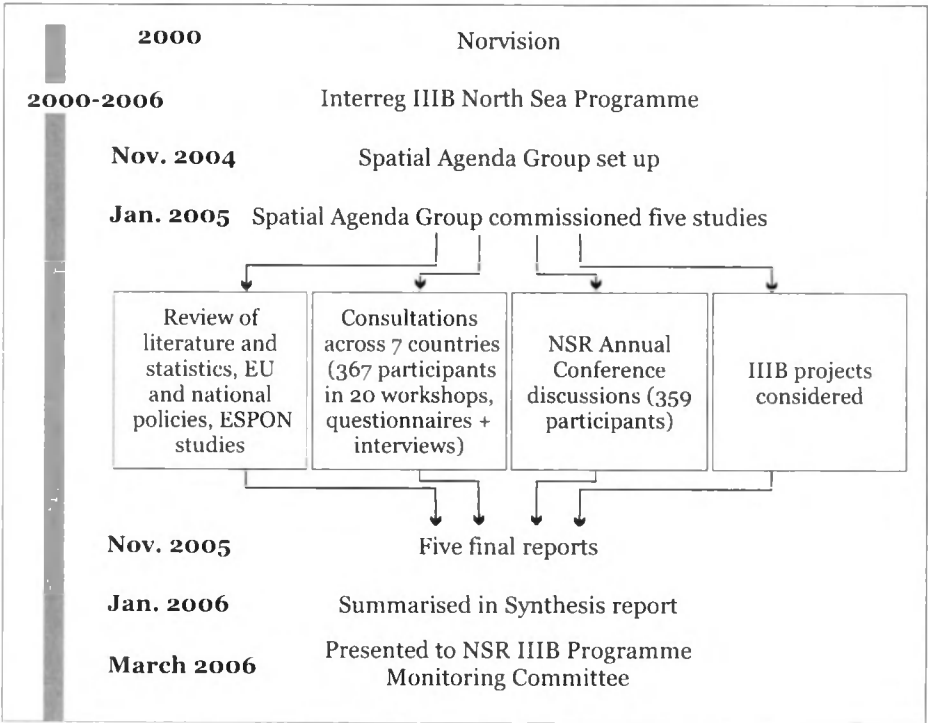 2000 Norvision
2000-2006 Interreg IIIB North Sea Programme
Nov. 2004 Spatial Agenda Group set up
Jan. 2005 Spatial Agenda Group commissioned five studies
Review of
literature and
statistics, EU
and national
policies, ESPON
studies
Consultations
across 7 countries
(367 participants
in 20 workshops,
questionnaires +
interviews)
NSR Annual
Conference
discussions (359
participants)
IIIB projects
considered
Nov. 2005 Five final reports
Jan. 2006 Summarised in Synthesis report
March 2006 Presented to NSR IIIB Programme
Monitoring Committee